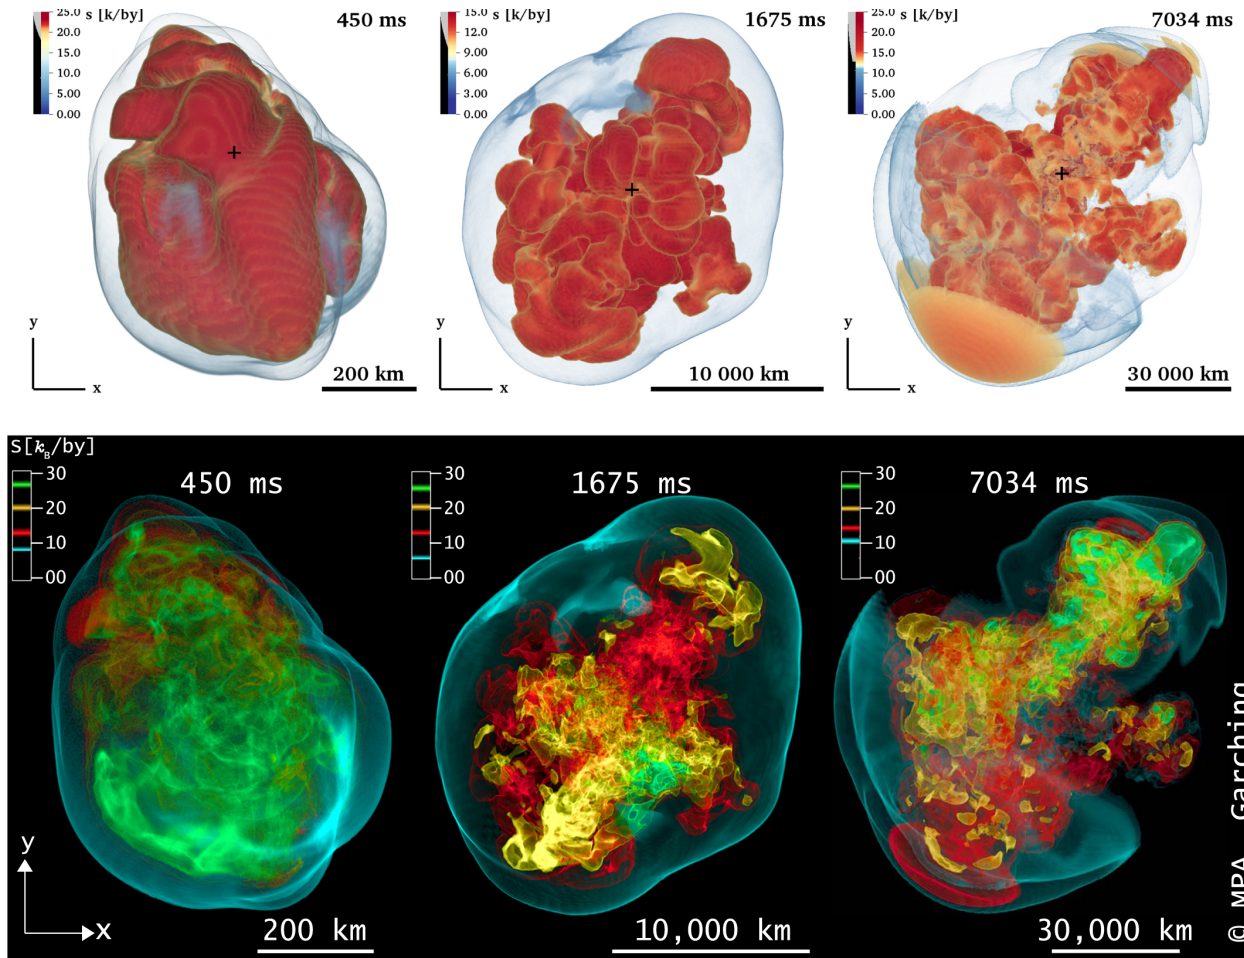 25.0 s [k/by] 450 ms
20.0
15.0
10.0
5.00
0.00
y
x
200 km
15.0 s [k/by] 1675 ms
12.0
9.00
6.00
3.00
0.00
y
x
10 000 km
25.0 s [k/by] 7034 ms
20.0
15.0
10.0
5.00
0.00
y
x
30 000 km
S[kB/by]
30
20
10
00
450 ms
y
x
200 km
30
20
10
00
1675 ms
10,000 km
30
20
10
00
7034 ms
30,000 km
© MPA Garching